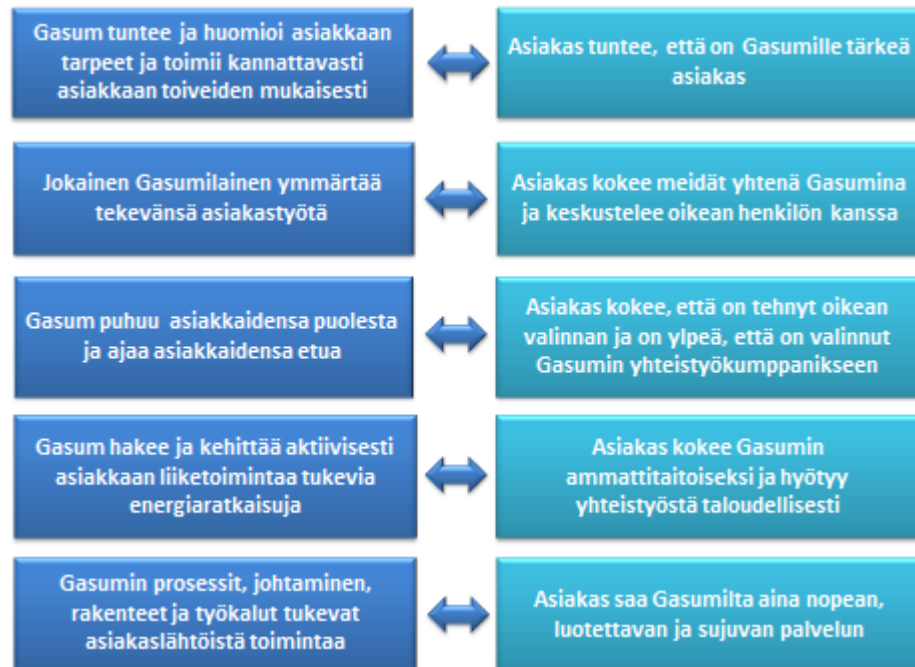 Gasum tuntee ja huomioi asiakkaan
tarpeet ja toimii kannattavasti
asiakkaan toiveiden mukaisesti
Asiakas tuntee, että on Gasumille tärkeä
asiakas
Jokainen Gasumilainen ymmärtää
tekevänsä asiakastyötä
Asiakas kokee meidät yhtenä Gasumina
ja keskustelee oikean henkilön kanssa
Gasum puhuu asiakkaidensa puolesta
ja ajaa asiakkaidensa etua
Asiakas kokee, että on tehnyt oikean
valinnan ja on ylpeä, että on valinnut
Gasumin yhteistyökumppanikseen
Gasum hakee ja kehittää aktiivisesti
asiakkaan liiketoimintaa tukevia
energiaratkaisuja
Asiakas kokee Gasumin
ammattitaitoiseksi ja hyötyy
yhteistyöstä taloudellisesti
Gasumin prosessit, johtaminen,
rakenteet ja työkalut tukevat
asiakaslähtöistä toimintaa
Asiakas saa Gasumilta aina nopean,
luotettavan ja sujuvan palvelun